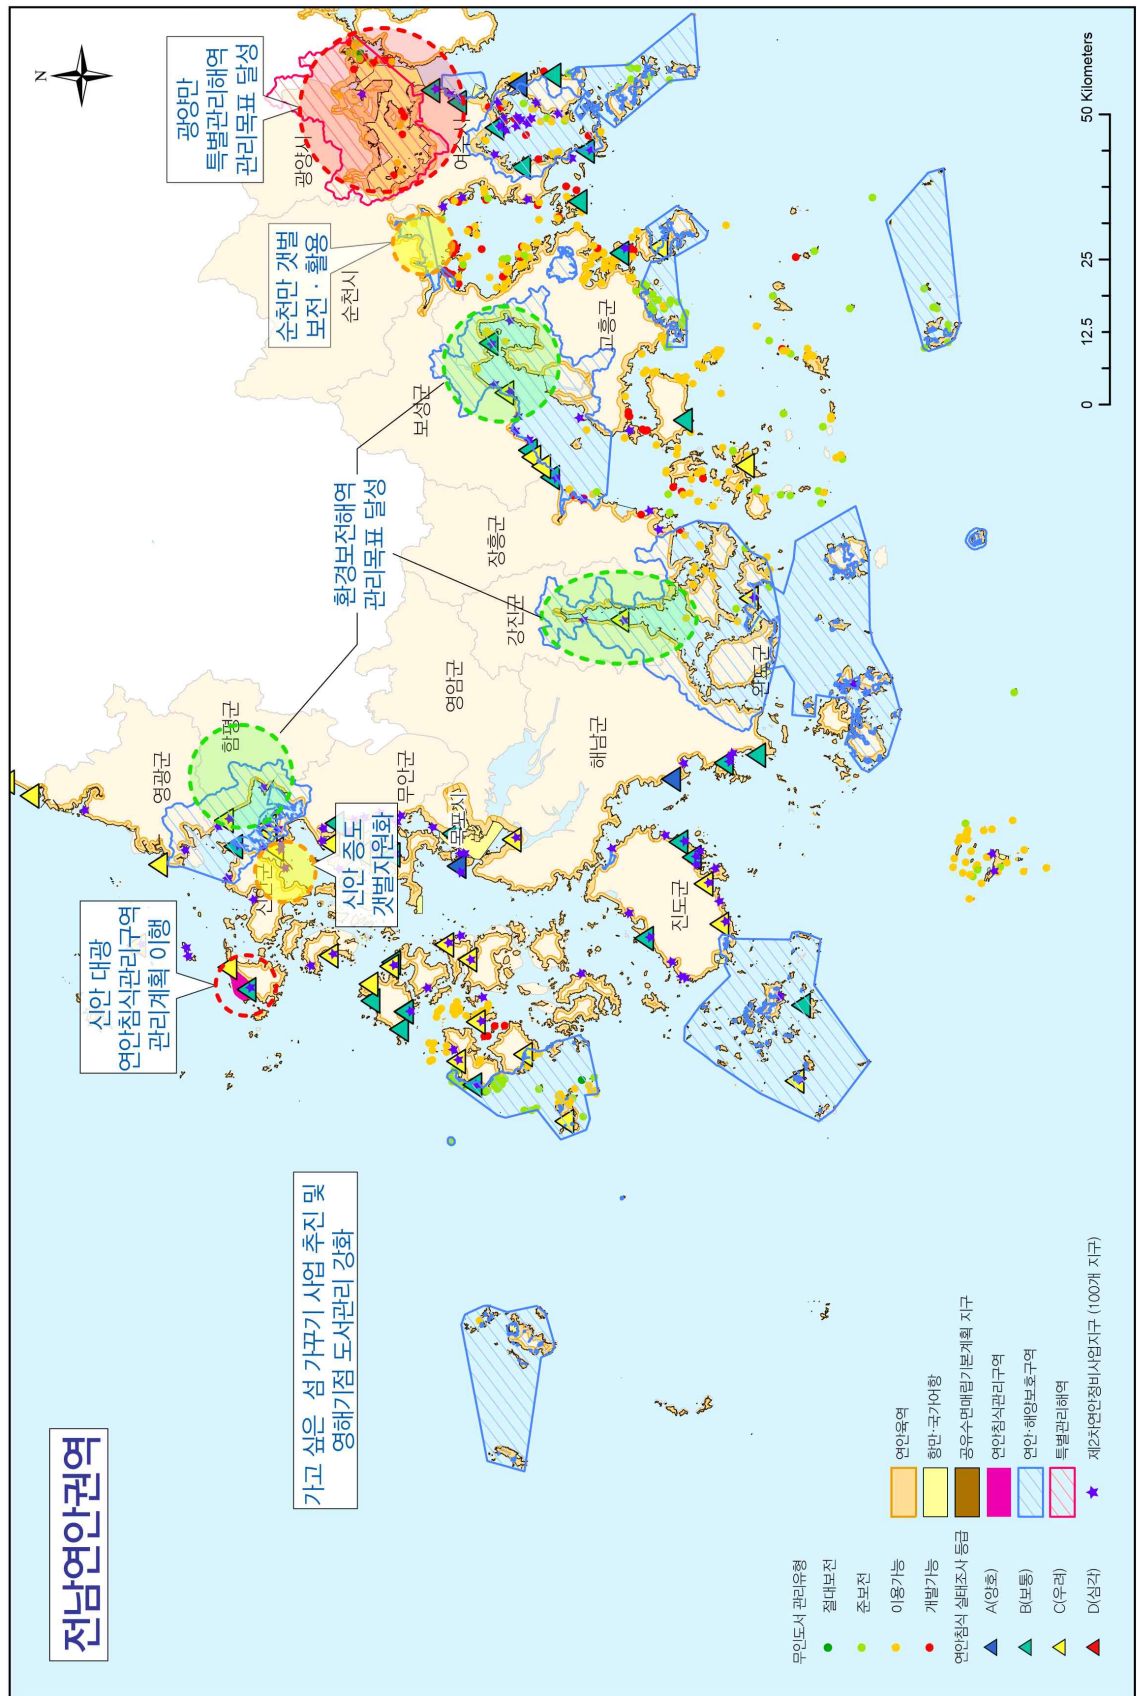 전남연안권역
가고 싶은 섬 가꾸기 사업 추진 및
영해기점 도서관리 강화
신안 대광
연안침식관리구역
관리계획 이행
신안 증도
갯벌자원화
환경보전해역
관리목표 달성
순천만 갯벌
보전·활용
광양만
특별관리해역
관리목표 달성
N
영광군
함평군
무안군
목포시
영암군
해남군
진도군
강진군
장흥군
완도군
보성군
고흥군
순천시
광양시
무인도서 관리유형
절대보전
준보전
이용가능
개발가능
연안침식 실태조사 등급
A(양호)
B(보통)
C(우려)
D(심각)
연안육역
항만·국가어항
공유수면매립기본계획 지구
연안침식관리구역
연안·해양보호구역
특별관리해역
제2차연안정비사업지구 (100개 지구)
0 12.5 25 50 Kilometers